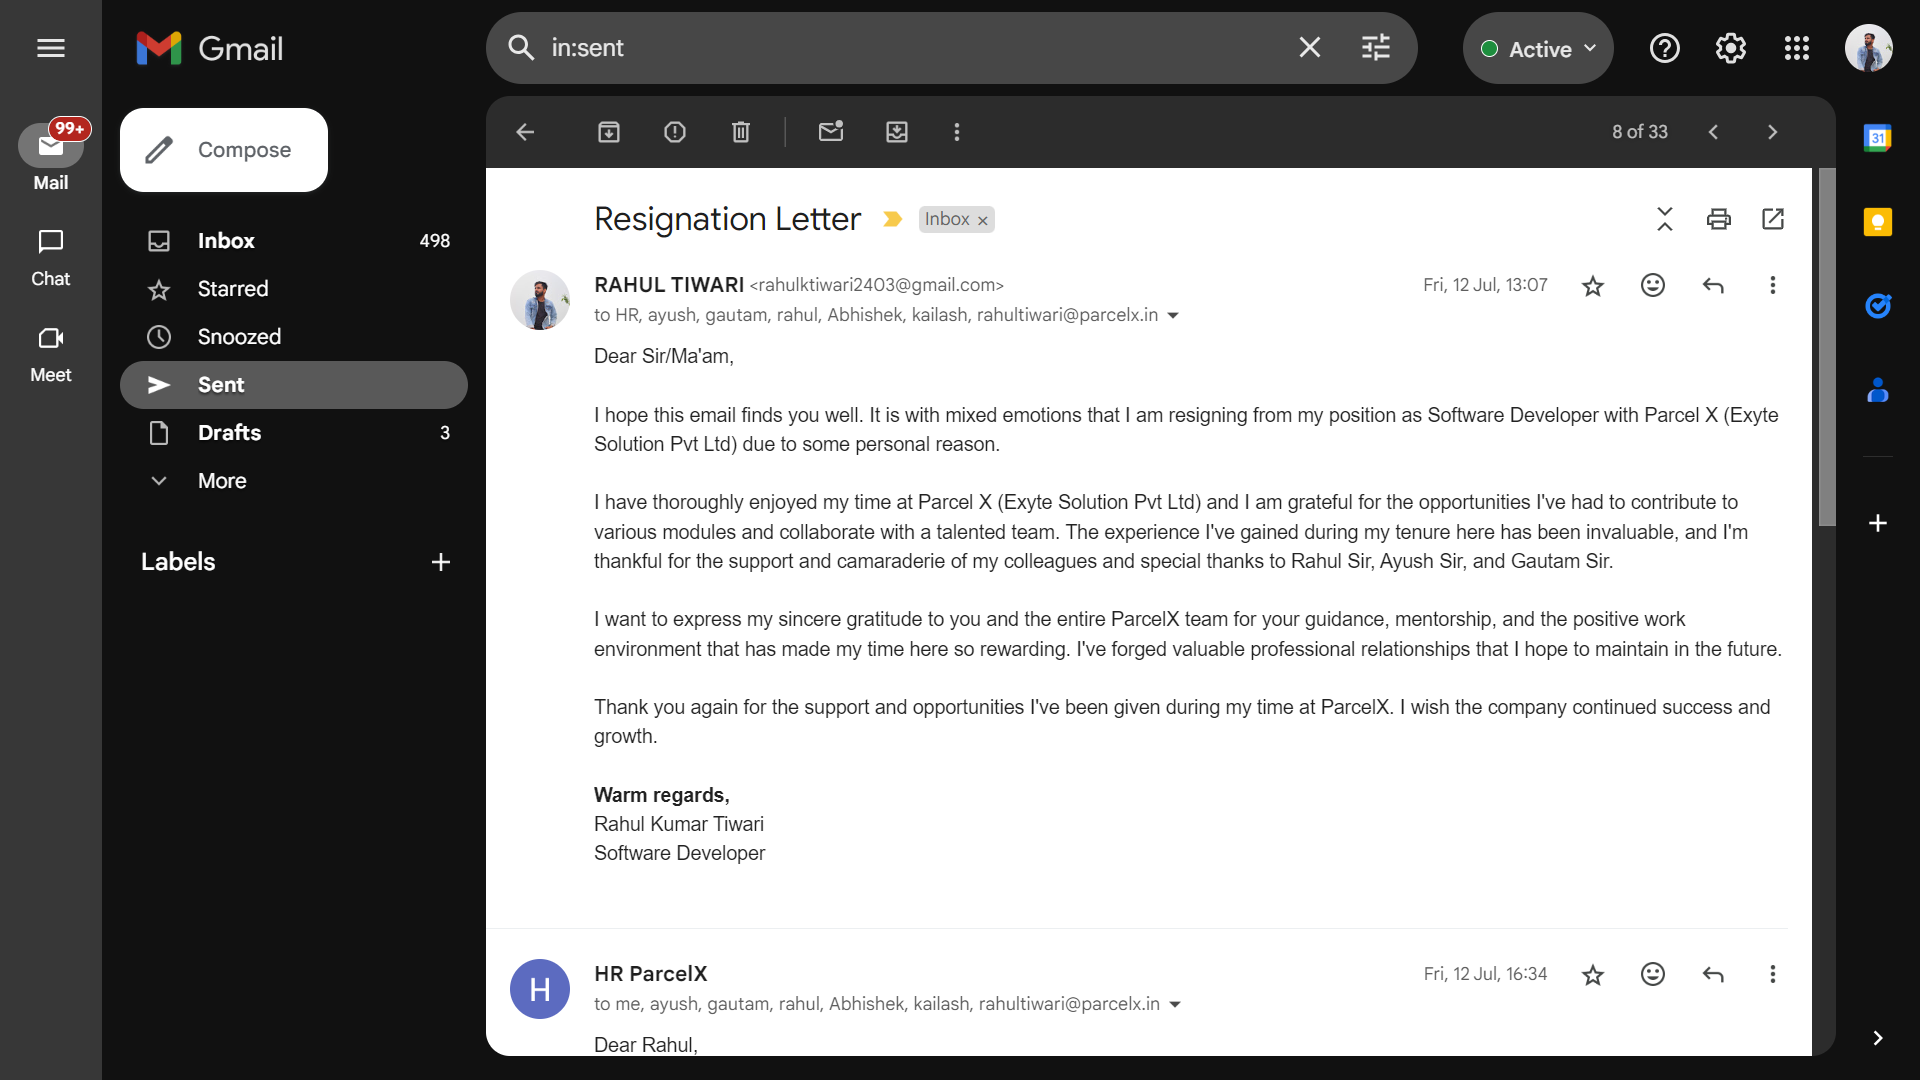 Gmail
in:sent
Active
99+
Mail
Chat
Meet
Compose
Inbox 498
Starred
Snoozed
Sent
Drafts 3
More
Labels
8 of 33
31
Resignation Letter Inbox ×
RAHUL TIWARI <rahulktiwari2403@gmail.com> Fri, 12 Jul, 13:07
to HR, ayush, gautam, rahul, Abhishek, kailash, rahultiwari@parcelx.in
Dear Sir/Ma'am,
I hope this email finds you well. It is with mixed emotions that I am resigning from my position as Software Developer with Parcel X (Exyte
Solution Pvt Ltd) due to some personal reason.
I have thoroughly enjoyed my time at Parcel X (Exyte Solution Pvt Ltd) and I am grateful for the opportunities I've had to contribute to
various modules and collaborate with a talented team. The experience I've gained during my tenure here has been invaluable, and I'm
thankful for the support and camaraderie of my colleagues and special thanks to Rahul Sir, Ayush Sir, and Gautam Sir.
I want to express my sincere gratitude to you and the entire ParcelX team for your guidance, mentorship, and the positive work
environment that has made my time here so rewarding. I've forged valuable professional relationships that I hope to maintain in the future.
Thank you again for the support and opportunities I've been given during my time at ParcelX. I wish the company continued success and
growth.
Warm regards,
Rahul Kumar Tiwari
Software Developer
H
HR ParcelX Fri, 12 Jul, 16:34
to me, ayush, gautam, rahul, Abhishek, kailash, rahultiwari@parcelx.in
Dear Rahul,